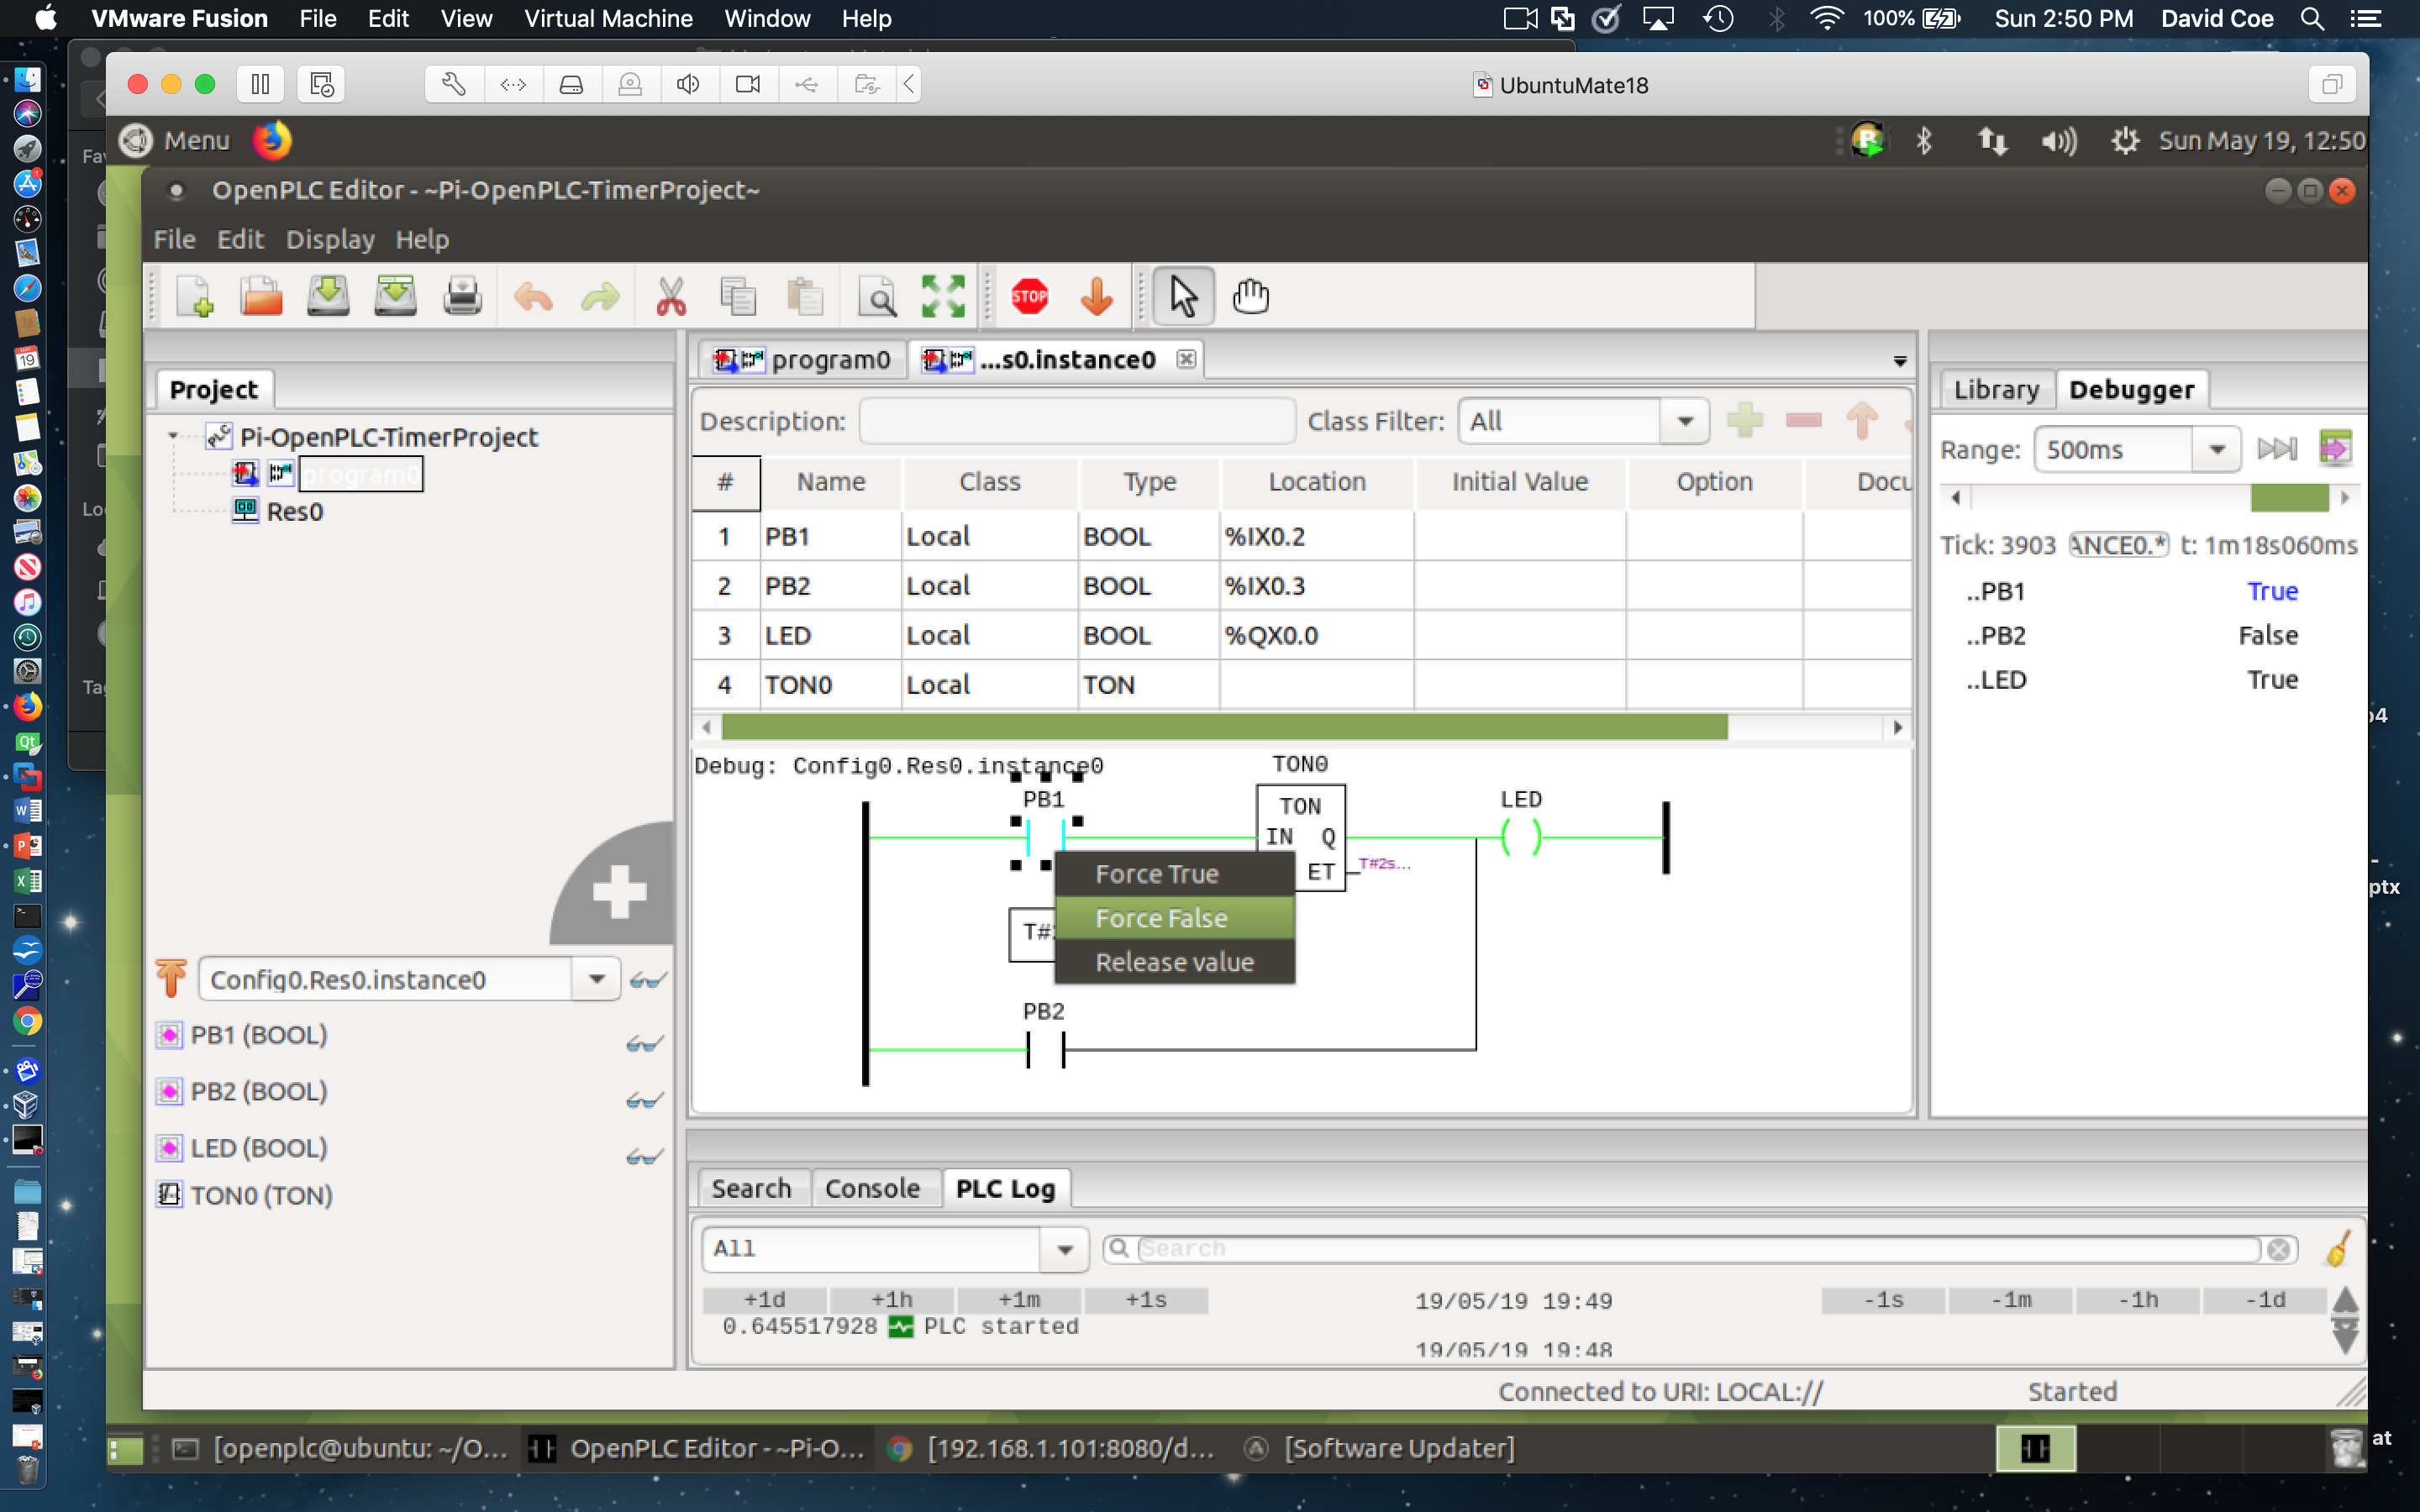 VMware Fusion File Edit View Virtual Machine Window Help 100% Sun 2:50 PM David Coe
UbuntuMate18
Menu Sun May 19, 12:50
OpenPLC Editor - ~Pi-OpenPLC-TimerProject~
File Edit Display Help
STOP
Project
Pi-OpenPLC-TimerProject
program0
Res0
Config0.Res0.instance0
PB1 (BOOL)
PB2 (BOOL)
LED (BOOL)
TON0 (TON)
program0 ...s0.instance0
Description: Class Filter: All
# Name Class Type Location Initial Value Option Docu
1 PB1 Local BOOL %IX0.2
2 PB2 Local BOOL %IX0.3
3 LED Local BOOL %QX0.0
4 TON0 Local TON
Debug: Config0.Res0.instance0
TON0
PB1
TON
LED
IN Q
ET
T#2s...
Force True
Force False
Release value
T#
PB2
Library Debugger
Range: 500ms
Tick: 3903 ANCE0.* t: 1m18s060ms
..PB1 True
..PB2 False
..LED True
Search Console PLC Log
All Search
+1d +1h +1m +1s 19/05/19 19:49 -1s -1m -1h -1d
0.645517928 PLC started
19/05/19 19:48
Connected to URI: LOCAL:// Started
[openplc@ubuntu: ~/O... OpenPLC Editor - ~Pi-O... [192.168.1.101:8080/d... [Software Updater]
ptx
at